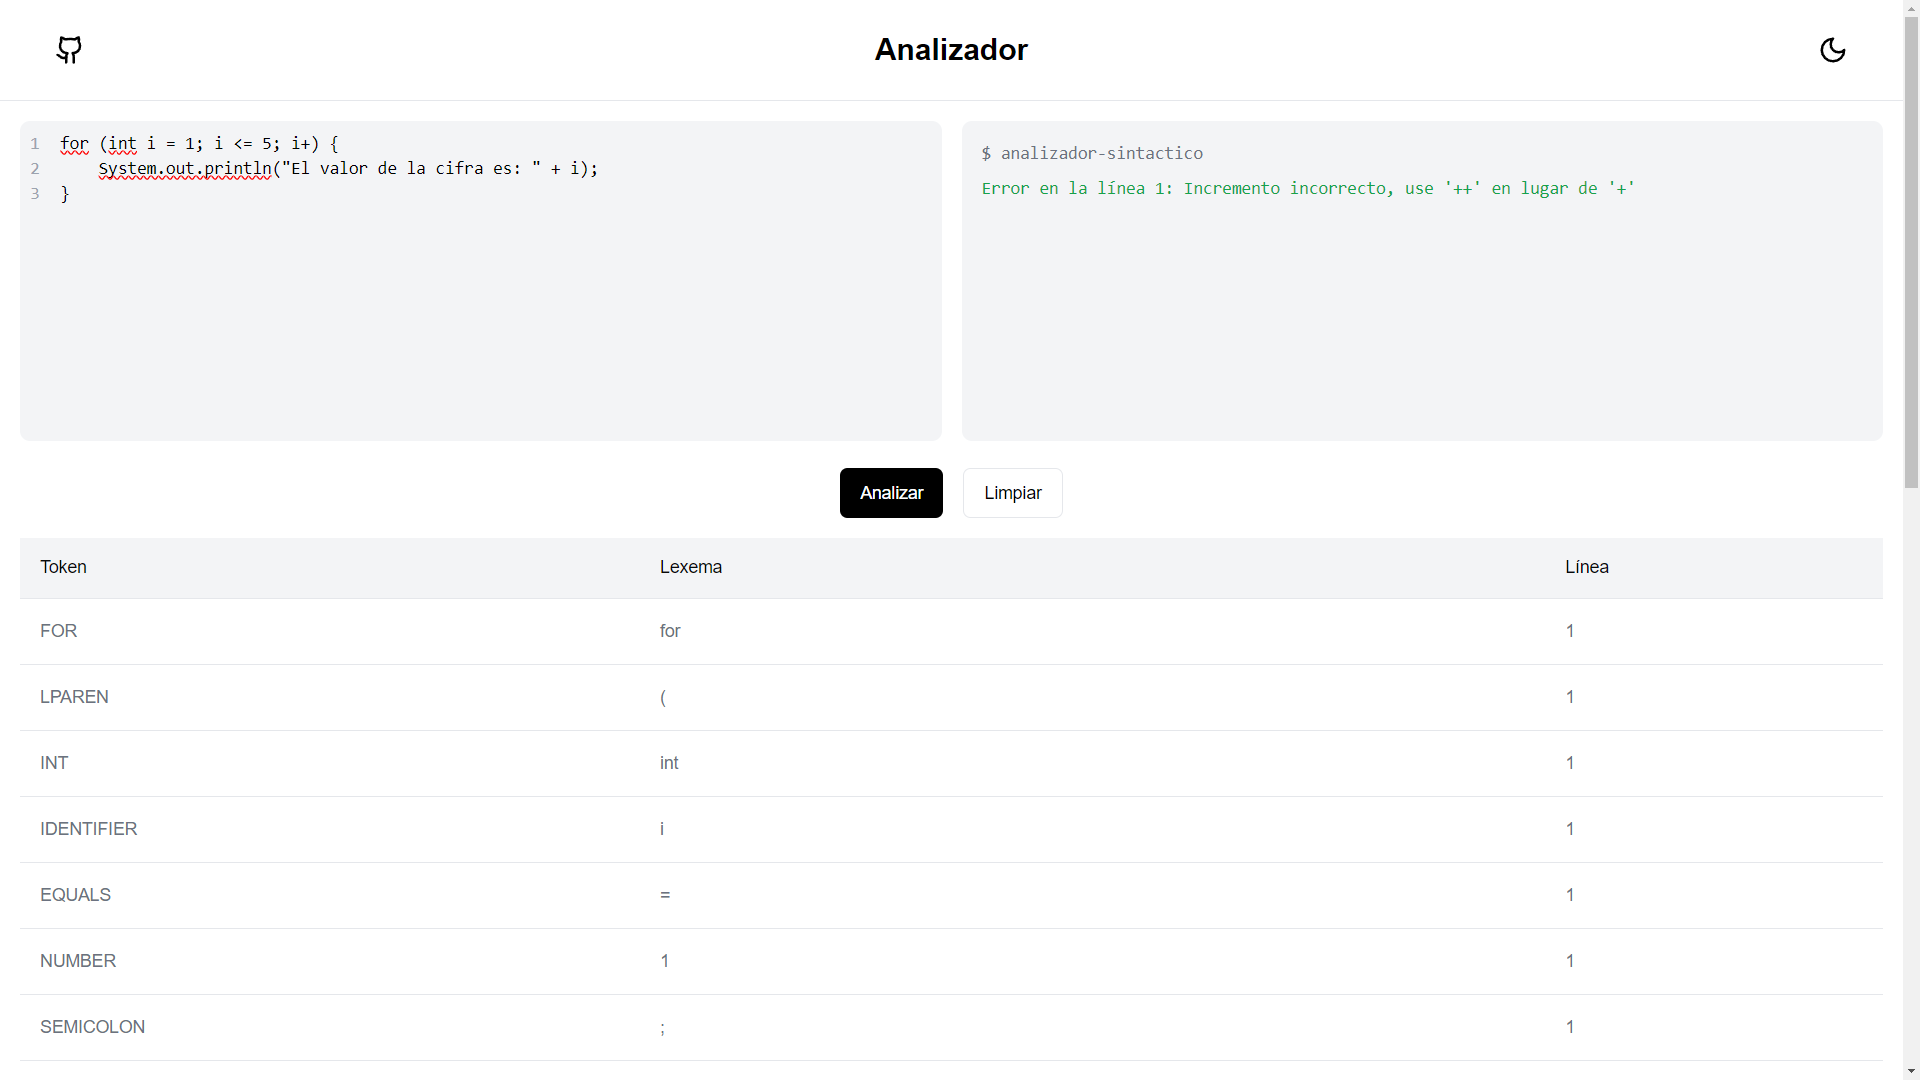 Analizador
1 for (int i = 1; i <= 5; i+) {
2 System.out.println("El valor de la cifra es: " + i);
3 }
$ analizador-sintactico
Error en la línea 1: Incremento incorrecto, use '++' en lugar de '+'
Analizar Limpiar
Token Lexema Línea
FOR for 1
LPAREN ( 1
INT int 1
IDENTIFIER i 1
EQUALS = 1
NUMBER 1 1
SEMICOLON ; 1